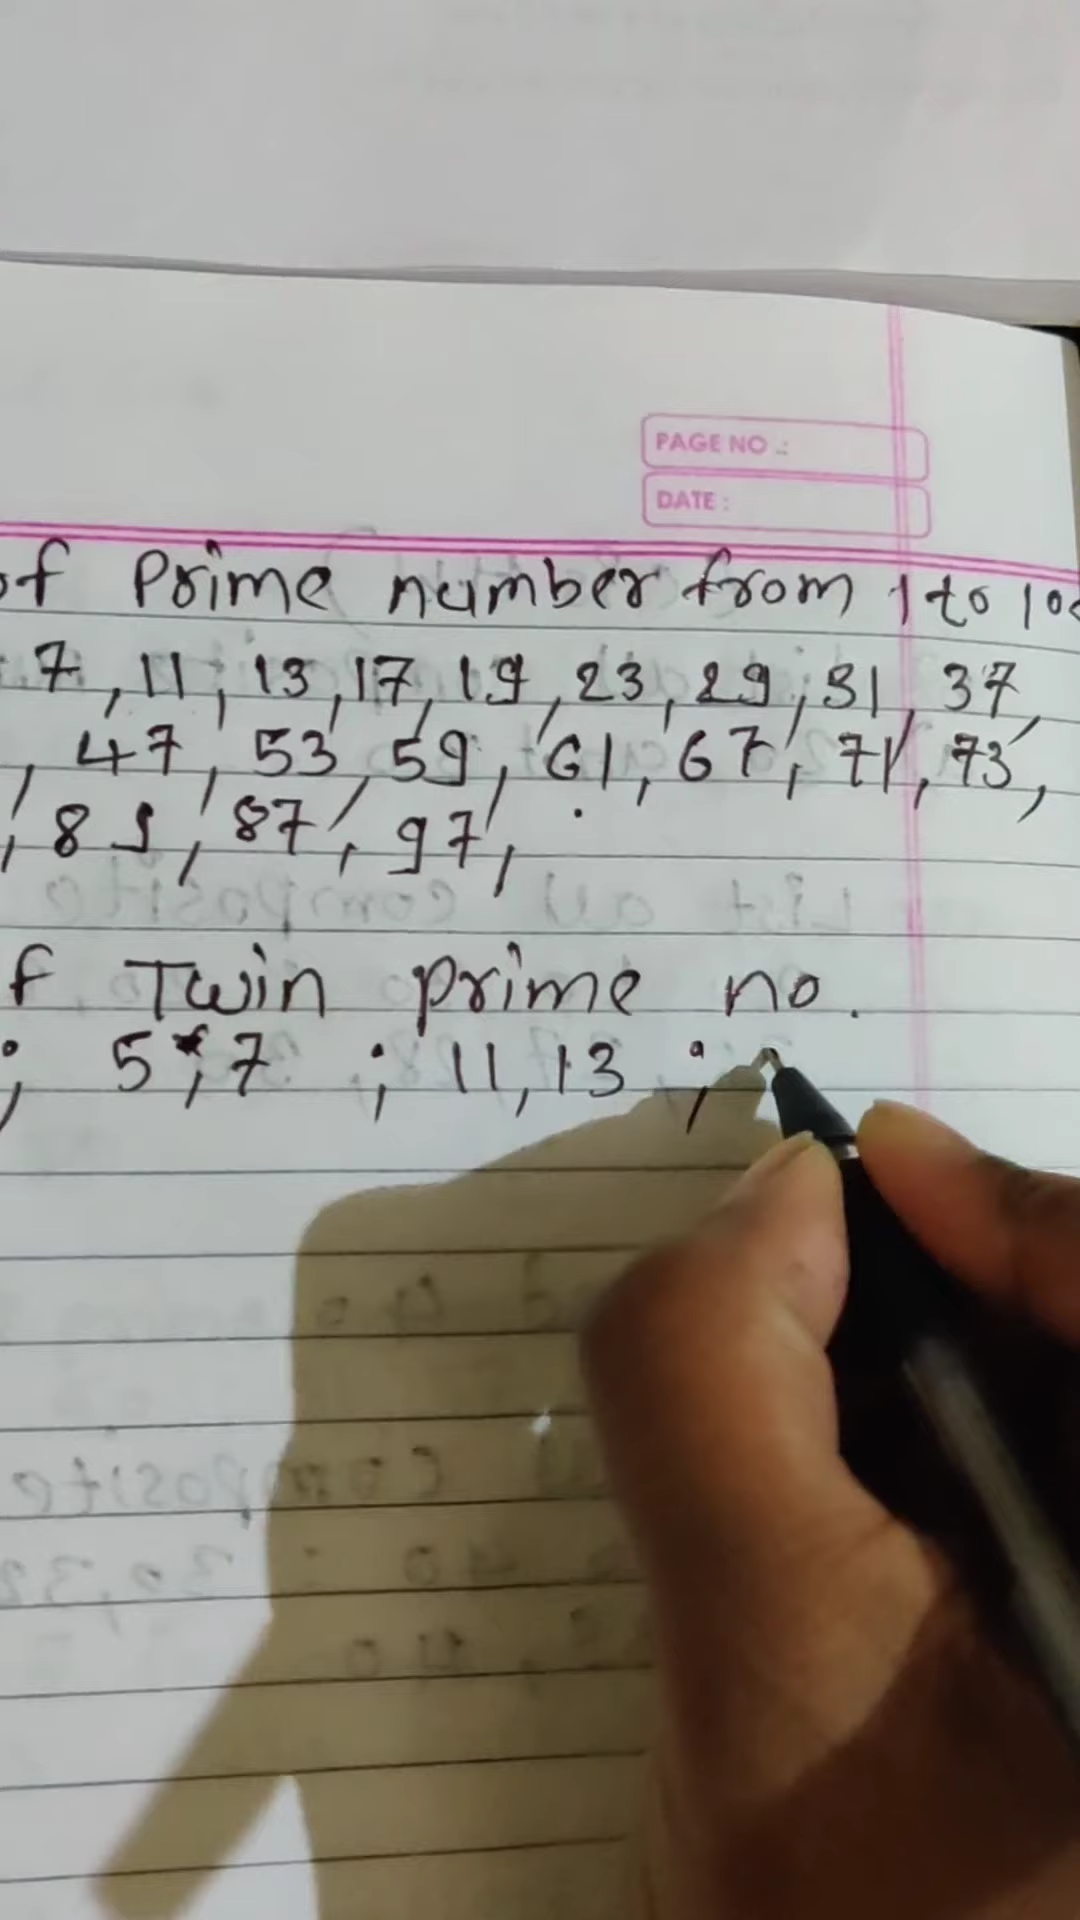 PAGE NO.:
DATE:
of Prime number from 1 to 10
7, 11, 13, 17, 19, 23, 29, 31, 37,
, 47, 53, 59, 61, 67, 71, 73,
, 89, 87, 97,
f Twin prime no.
; 5, 7 ; 11, 13 ;